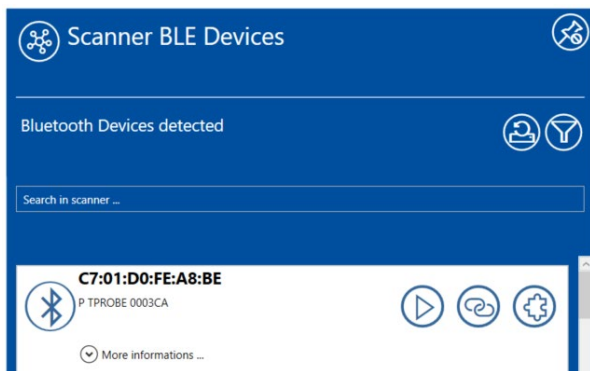 Scanner BLE Devices
Bluetooth Devices detected
Search in scanner ...
C7:01:D0:FE:A8:BE
P TPROBE 0003CA
More informations ...